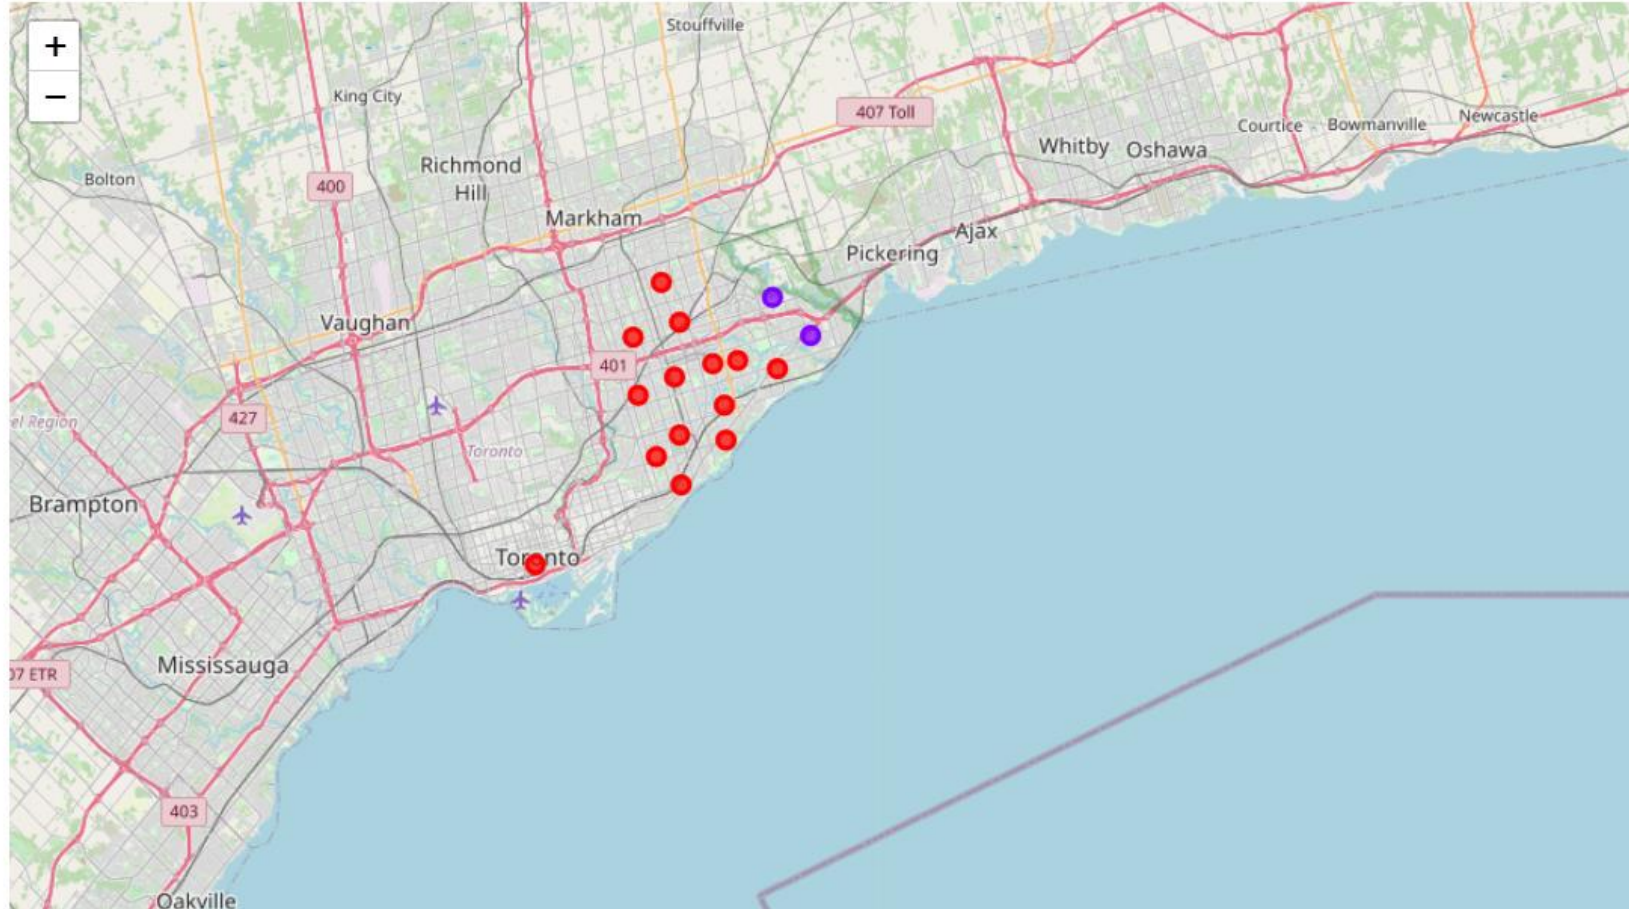 +
−
Stouffville
King City
407 Toll
Newcastle
Courtice
Bowmanville
Whitby
Oshawa
Richmond
Hill
Bolton
400
Markham
Ajax
Pickering
Vaughan
401
427
el Region
Toronto
Brampton
Toronto
Mississauga
07 ETR
403
Oakville